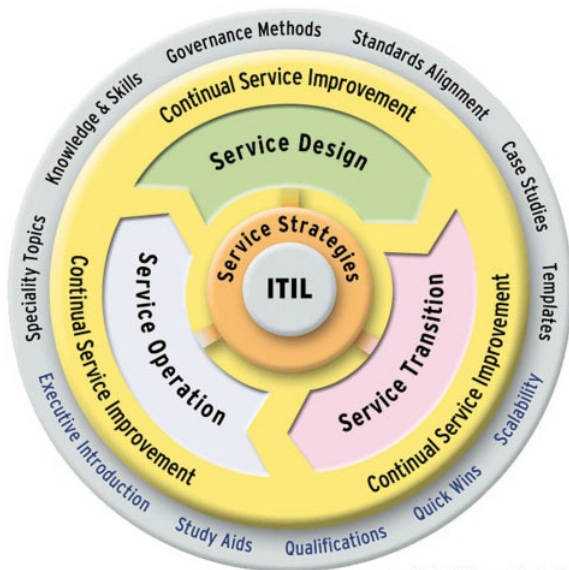 Governance Methods
Standards Alignment
Knowledge & Skills
Case Studies
Speciality Topics
Templates
Executive Introduction
Scalability
Study Aids
Qualifications
Quick Wins
Continual Service Improvement
Continual Service Improvement
Continual Service Improvement
Service Design
Service Operation
Service Transition
Service Strategies
ITIL